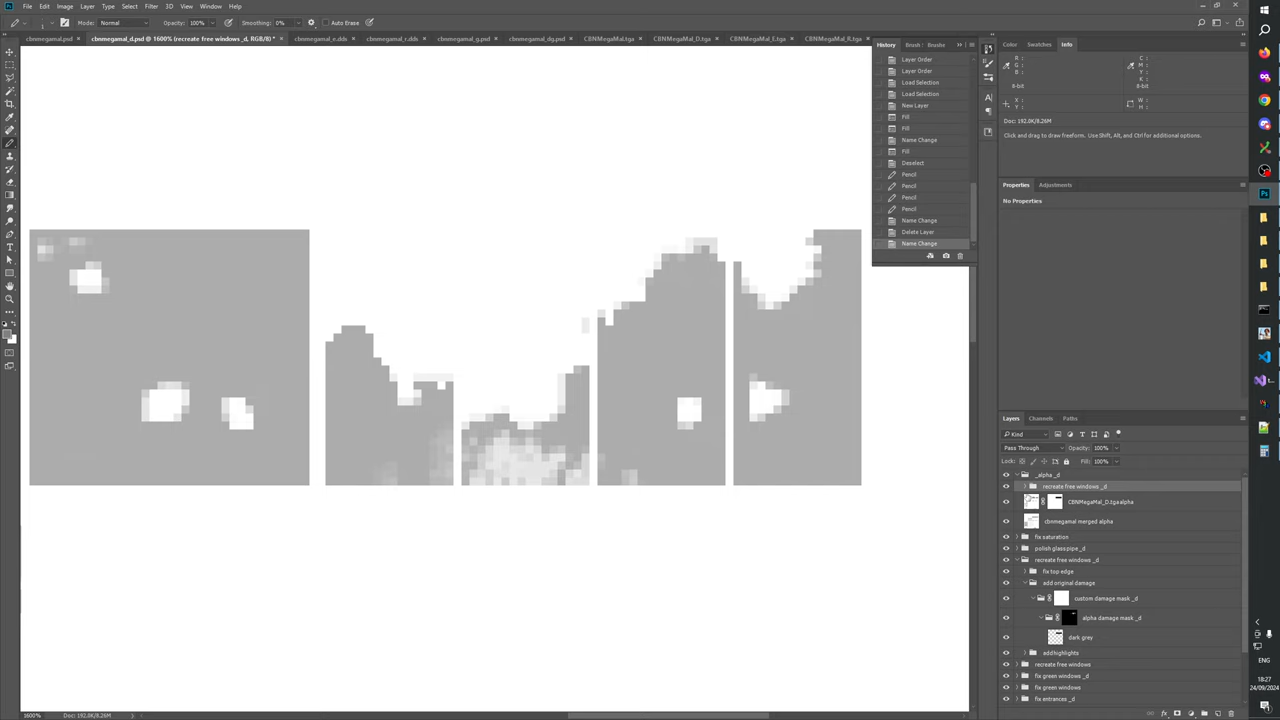 File Edit Image Layer Type Select Filter 3D View Window Help
Mode: Normal Opacity: 100% Smoothing: 0% Auto Erase
cbnmegamal.psd × cbnmegamal_d.psd @ 1600% (recreate free windows _d, RGB/8) * × cbnmegamal_e.dds × cbnmegamal_r.dds × cbnmegamal_g.psd × cbnmegamal_dg.psd × CBNMegaMal.tga × CBNMegaMal_D.tga × CBNMegaMal_E.tga × CBNMegaMal_R.tga ×
History Brush Brushe
Layer Order
Layer Order
Load Selection
Load Selection
New Layer
Fill
Fill
Name Change
Fill
Deselect
Pencil
Pencil
Pencil
Pencil
Name Change
Delete Layer
Name Change
Color Swatches Info
R : C :
G : M :
B : Y :
K :
8-bit 8-bit
X : W :
Y : H :
Doc: 192.0K/8.26M
Click and drag to draw freeform. Use Shift, Alt, and Ctrl for additional options.
Properties Adjustments
No Properties
Layers Channels Paths
Kind
Pass Through Opacity: 100%
Lock: Fill: 100%
_alpha _d
recreate free windows _d
CBNMegaMal_D.tga alpha
cbnmegamal merged alpha
fix saturation
polish glass pipe _d
recreate free windows _d
fix top edge
add original damage
custom damage mask _d
alpha damage mask _d
dark grey
add highlights
recreate free windows
fix green windows _d
fix green windows
fix entrances _d
1600% Doc: 192.0K/8.26M
ENG
18:27
24/09/2024